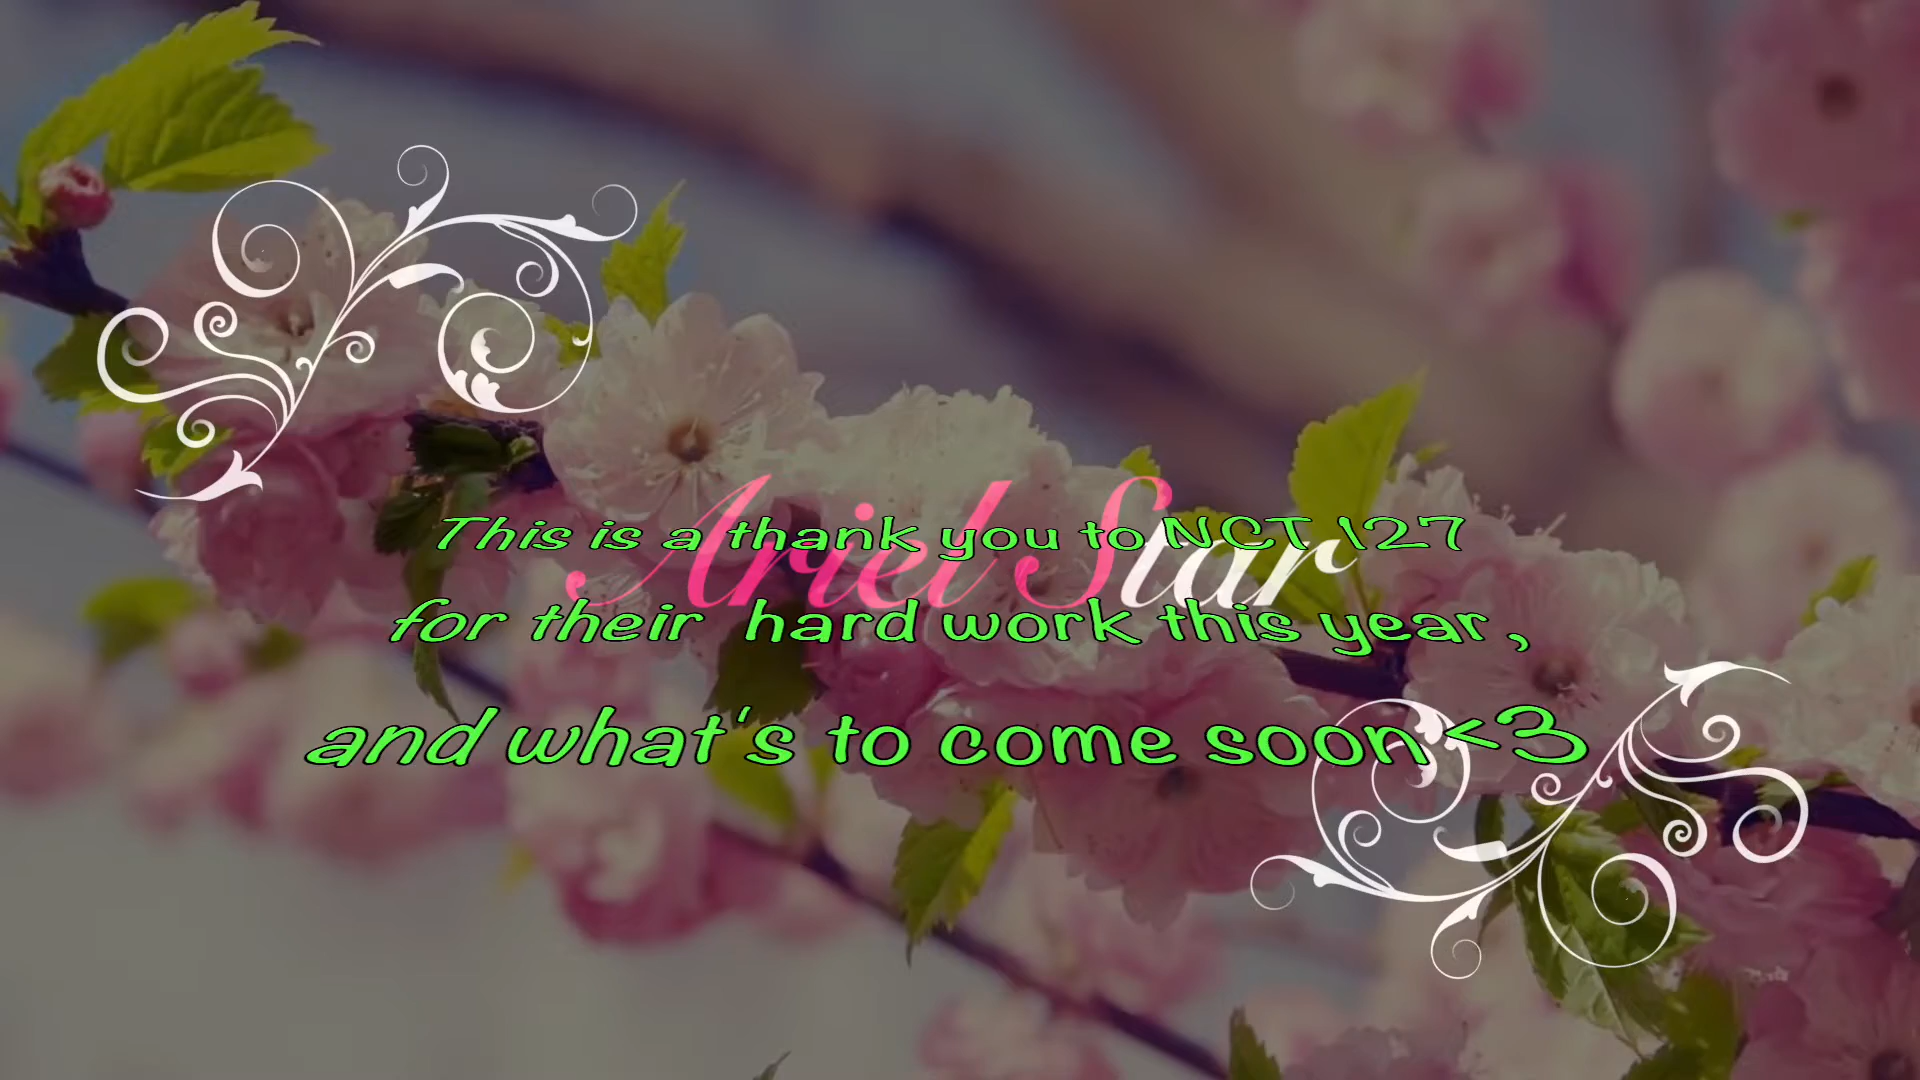 Ariel Star
This is a thank you to NCT 127
for their hard work this year ,
and what's to come soon <3